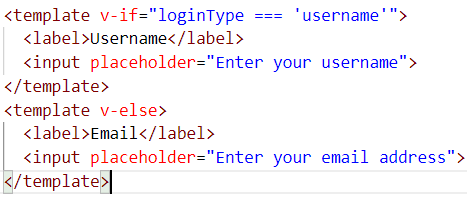 <template v-if="loginType === 'username'">
  <label>Username</label>
  <input placeholder="Enter your username">
</template>
<template v-else>
  <label>Email</label>
  <input placeholder="Enter your email address">
</template>